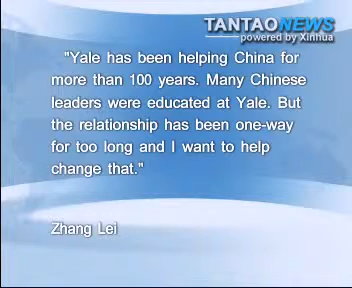 TANTAONEWS
powered by Xinhua
"Yale has been helping China for
more than 100 years. Many Chinese
leaders were educated at Yale. But
the relationship has been one-way
for too long and I want to help
change that."
Zhang Lei